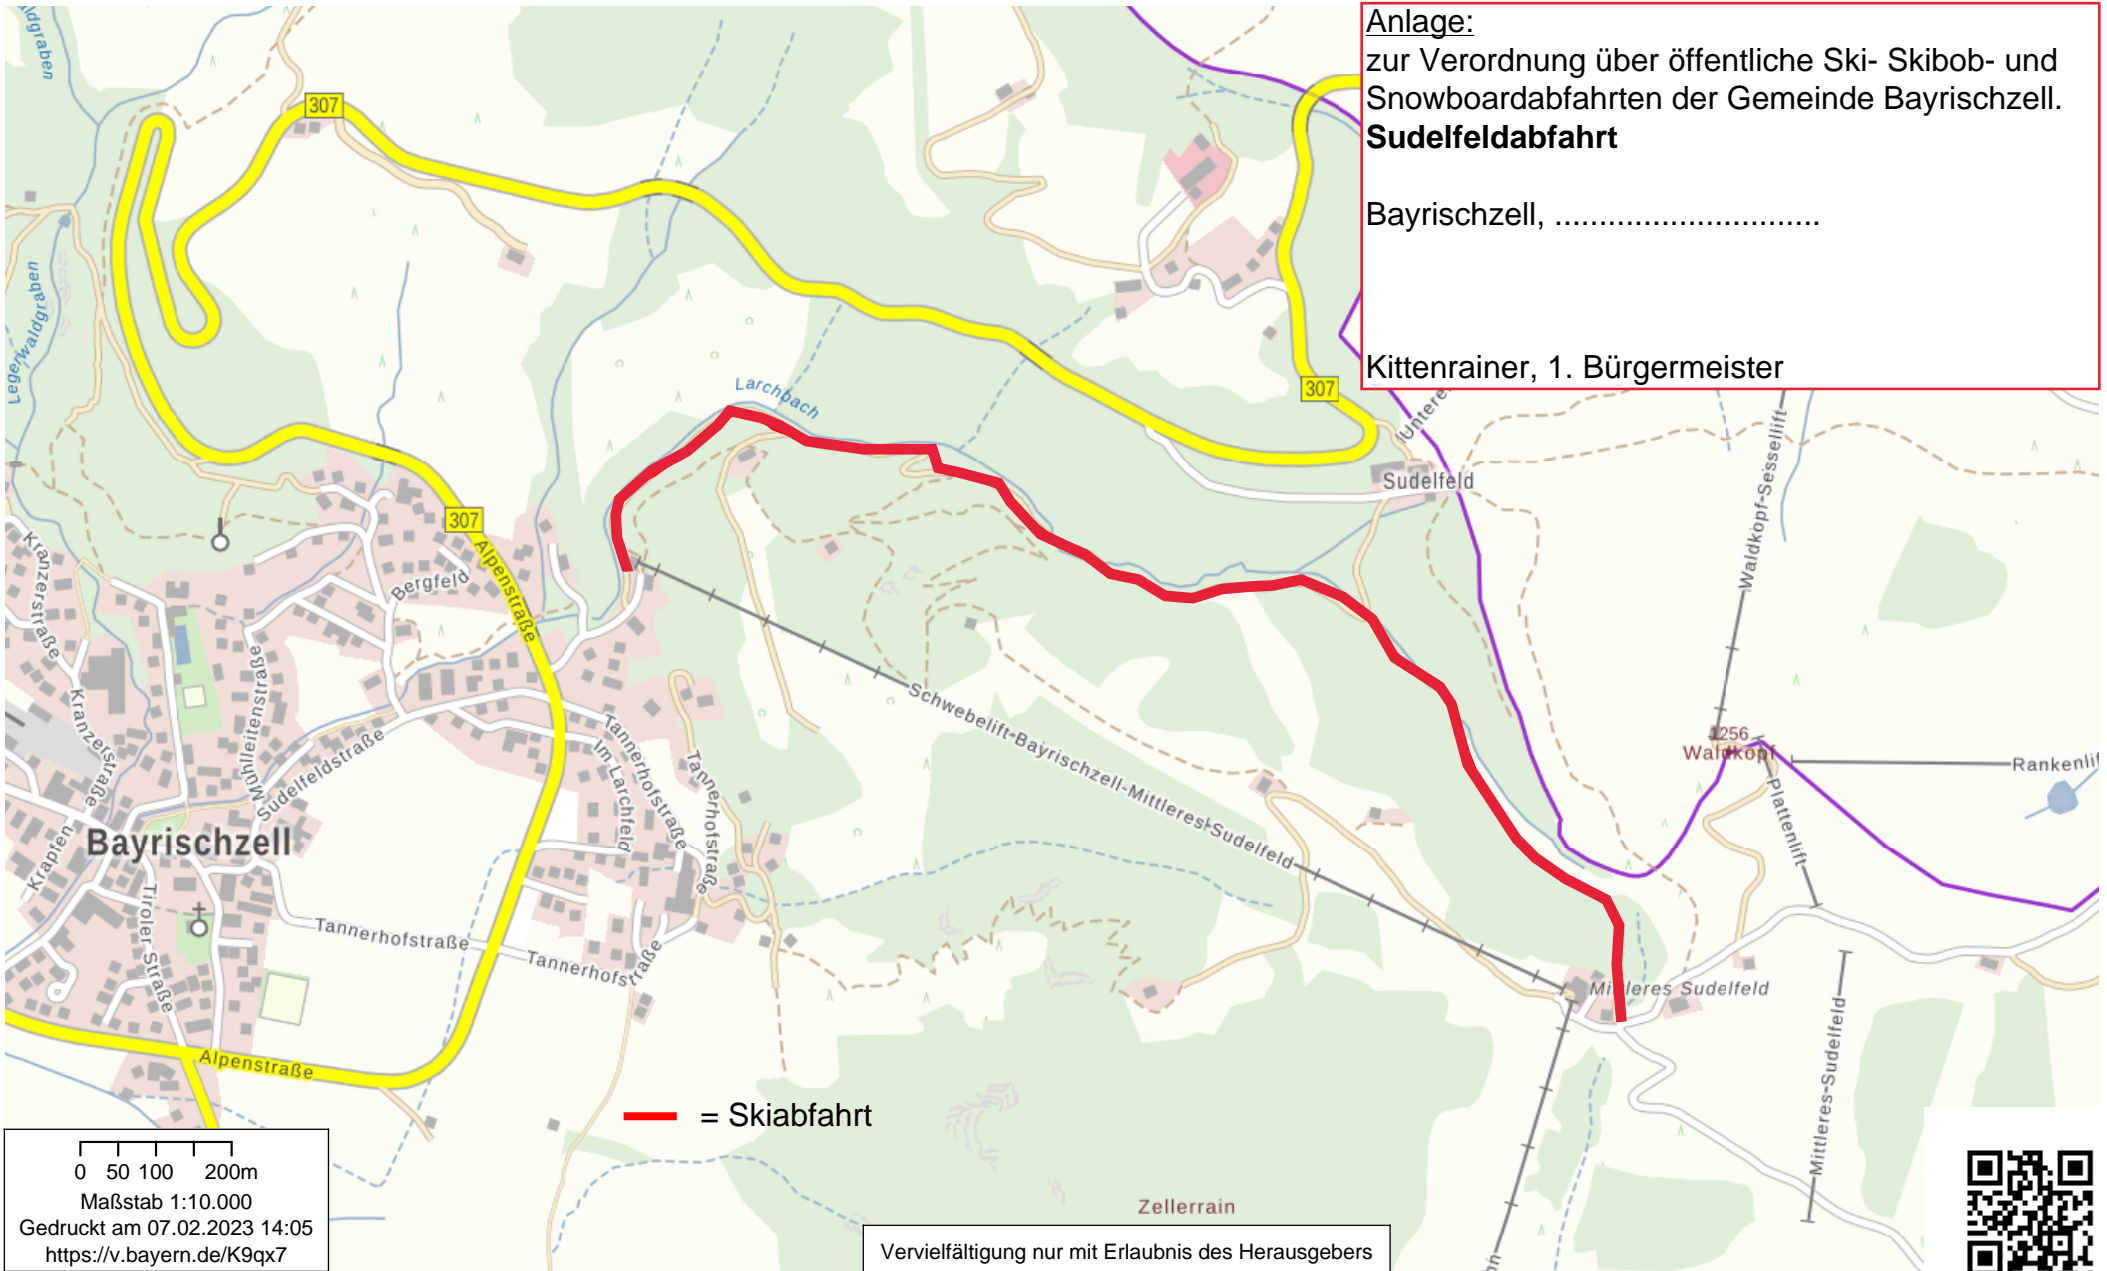 Anlage:
zur Verordnung über öffentliche Ski- Skibob- und
Snowboardabfahrten der Gemeinde Bayrischzell.
Sudelfeldabfahrt
Bayrischzell, ..............................
Kittenrainer, 1. Bürgermeister
307
Legerwaldgraben
Larchbach
307
Sudelfeld
Waldkopf-Sessellift
307
Alpenstraße
Bergfeld
Kranzerstraße
Mühlleitenstraße
Kranzerstraße
Sudelfeldstraße
Tannerhofstraße
Im Larchfeld
Tannerhofstraße
Schwebelift-Bayrischzell-Mittleres-Sudelfeld
1256
Waldkopf
Rankenlif
Plattenlift
Bayrischzell
Krapfen
Tiroler Straße
Tannerhofstraße
Tannerhofstraße
Mittleres Sudelfeld
Mittleres-Sudelfeld
Alpenstraße
= Skiabfahrt
Zellerrain
0 50 100 200m
Maßstab 1:10.000
Gedruckt am 07.02.2023 14:05
https://v.bayern.de/K9qx7
Vervielfältigung nur mit Erlaubnis des Herausgebers